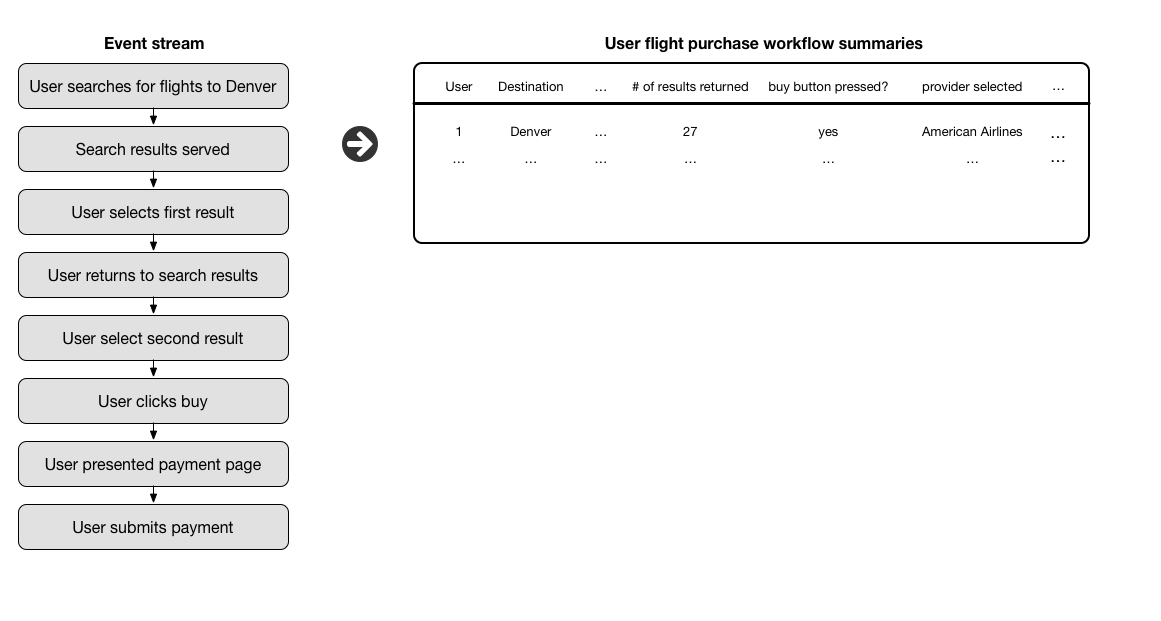 Event stream
User searches for flights to Denver
Search results served
User selects first result
User returns to search results
User select second result
User clicks buy
User presented payment page
User submits payment
User flight purchase workflow summaries
User Destination … # of results returned buy button pressed? provider selected …
1 Denver … 27 yes American Airlines …
… … … … … … …